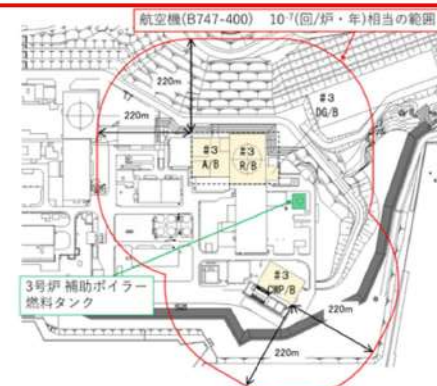 航空機(B747-400) 10⁻⁷(回/炉・年)相当の範囲
220m
220m
#3
DG/B
#3
A/B
#3
R/B
3号炉 補助ボイラー
燃料タンク
#3
CWP/B
220m
220m